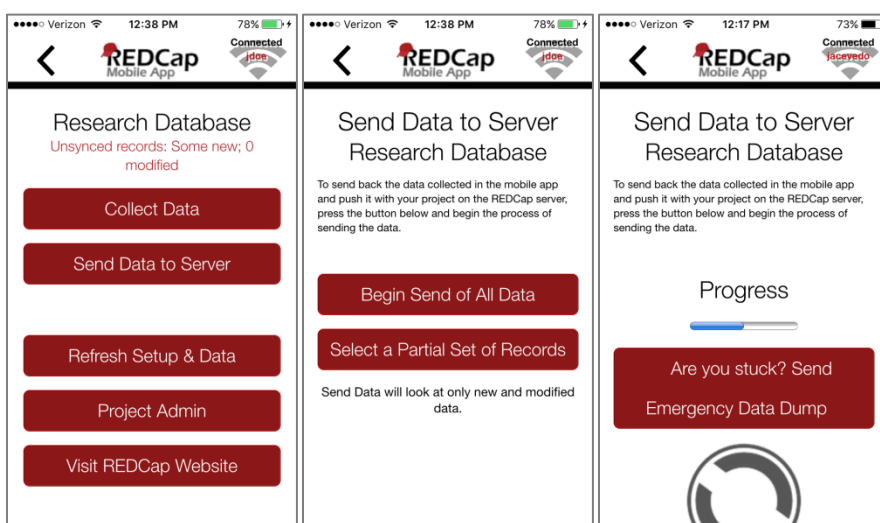 Verizon 12:38 PM 78%
Connected
jdoe
REDCap
Mobile App
Research Database
Unsynced records: Some new; 0
modified
Collect Data
Send Data to Server
Refresh Setup & Data
Project Admin
Visit REDCap Website
Verizon 12:38 PM 78%
Connected
jdoe
REDCap
Mobile App
Send Data to Server
Research Database
To send back the data collected in the mobile app
and push it with your project on the REDCap server,
press the button below and begin the process of
sending the data.
Begin Send of All Data
Select a Partial Set of Records
Send Data will look at only new and modified
data.
Verizon 12:17 PM 73%
Connected
jacevedo
REDCap
Mobile App
Send Data to Server
Research Database
To send back the data collected in the mobile app
and push it with your project on the REDCap server,
press the button below and begin the process of
sending the data.
Progress
Are you stuck? Send
Emergency Data Dump